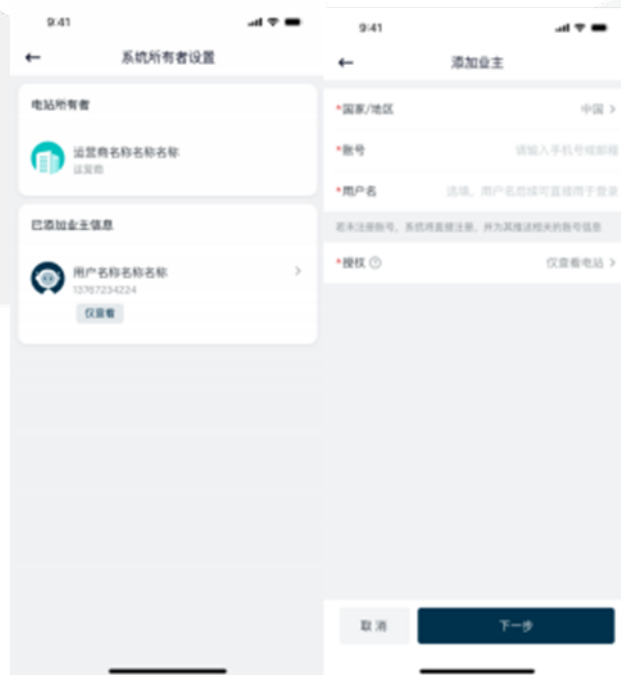 9:41
系统所有者设置
电站所有者
运营商名称名称名称
运营商
已添加业主信息
用户名称名称名称
13767234224
仅查看
9:41
添加业主
*国家/地区
中国
*账号
请输入手机号或邮箱
*用户名
选填，用户名后续可直接用于登录
若未注册账号，系统将直接注册，并为其推送相关的账号信息
*授权
仅查看电站
取消
下一步